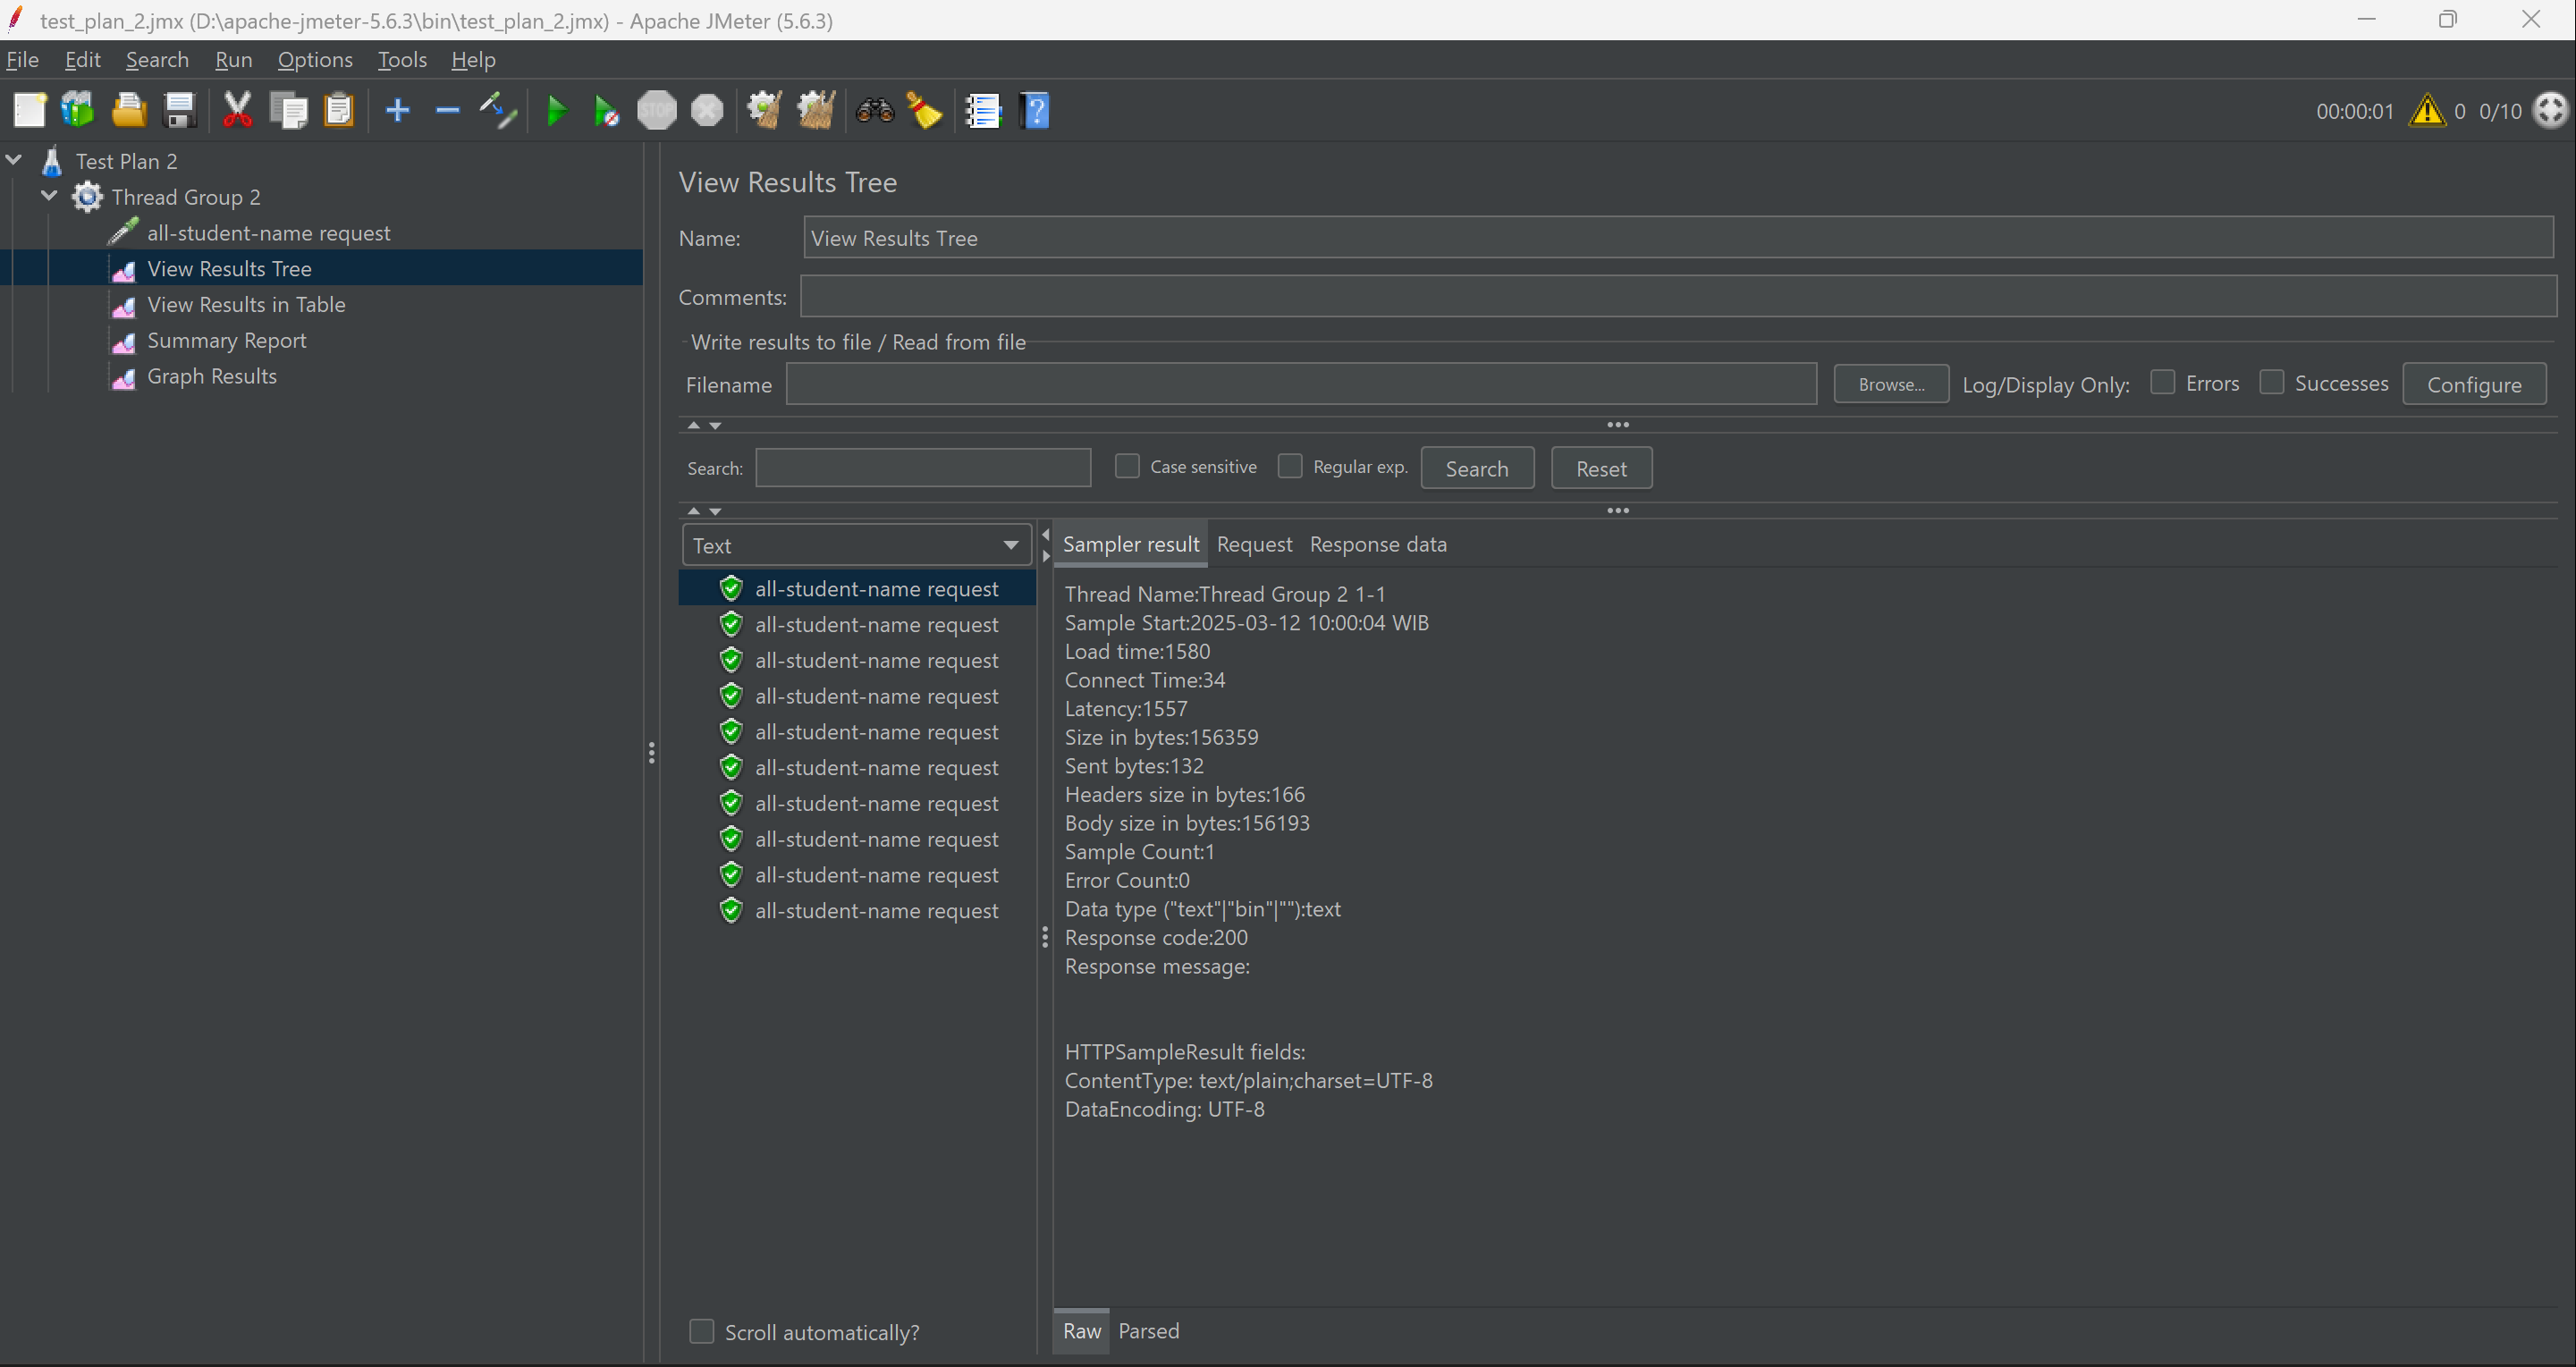 test_plan_2.jmx (D:\apache-jmeter-5.6.3\bin\test_plan_2.jmx) - Apache JMeter (5.6.3)
File Edit Search Run Options Tools Help
STOP 00:00:01 0 0/10
Test Plan 2
Thread Group 2
all-student-name request
View Results Tree
View Results in Table
Summary Report
Graph Results
View Results Tree
Name: View Results Tree
Comments:
Write results to file / Read from file
Filename Browse... Log/Display Only: Errors Successes Configure
Search: Case sensitive Regular exp. Search Reset
Text
all-student-name request
all-student-name request
all-student-name request
all-student-name request
all-student-name request
all-student-name request
all-student-name request
all-student-name request
all-student-name request
all-student-name request
Scroll automatically?
Sampler result Request Response data
Thread Name:Thread Group 2 1-1
Sample Start:2025-03-12 10:00:04 WIB
Load time:1580
Connect Time:34
Latency:1557
Size in bytes:156359
Sent bytes:132
Headers size in bytes:166
Body size in bytes:156193
Sample Count:1
Error Count:0
Data type ("text"|"bin"|""):text
Response code:200
Response message:
HTTPSampleResult fields:
ContentType: text/plain;charset=UTF-8
DataEncoding: UTF-8
Raw Parsed